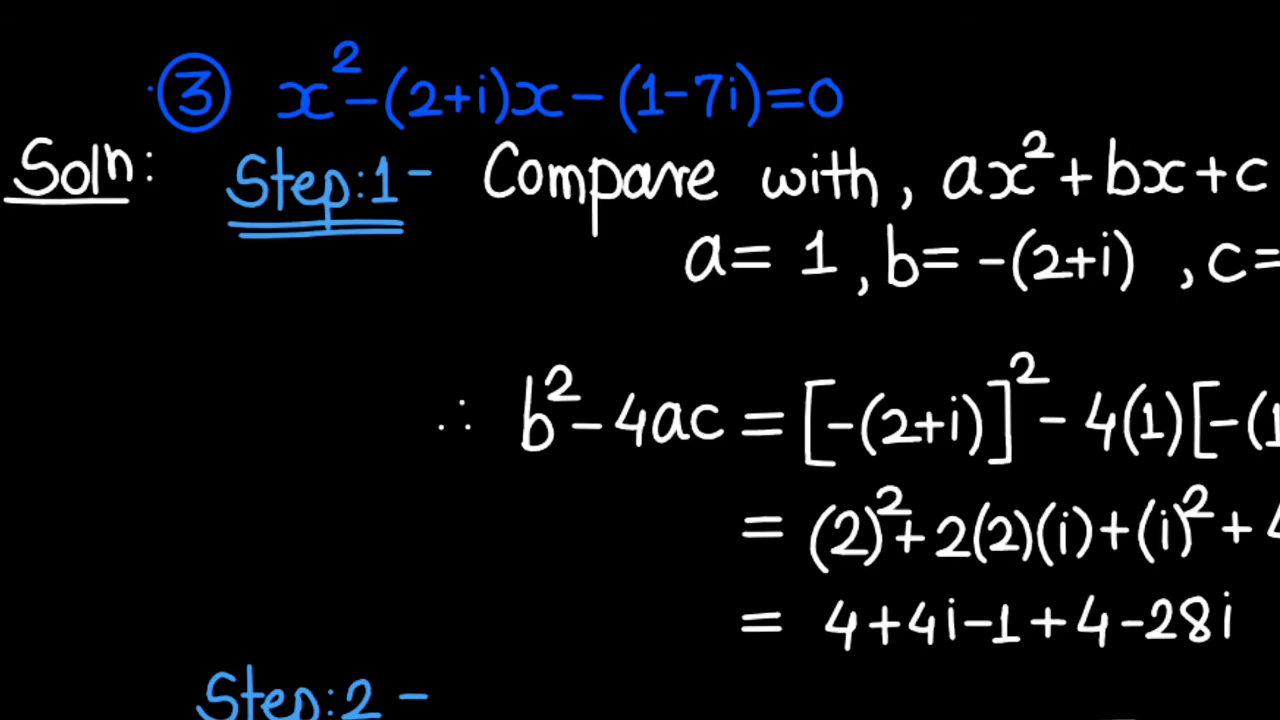 ③ x² - (2+i)x - (1-7i) = 0
Solⁿ: Step:1 - Compare with, ax² + bx + c
a = 1, b = -(2+i), c =
∴ b² - 4ac = [-(2+i)]² - 4(1)[-(1
= (2)² + 2(2)(i) + (i)² + 4
= 4 + 4i - 1 + 4 - 28i
Step:2 -